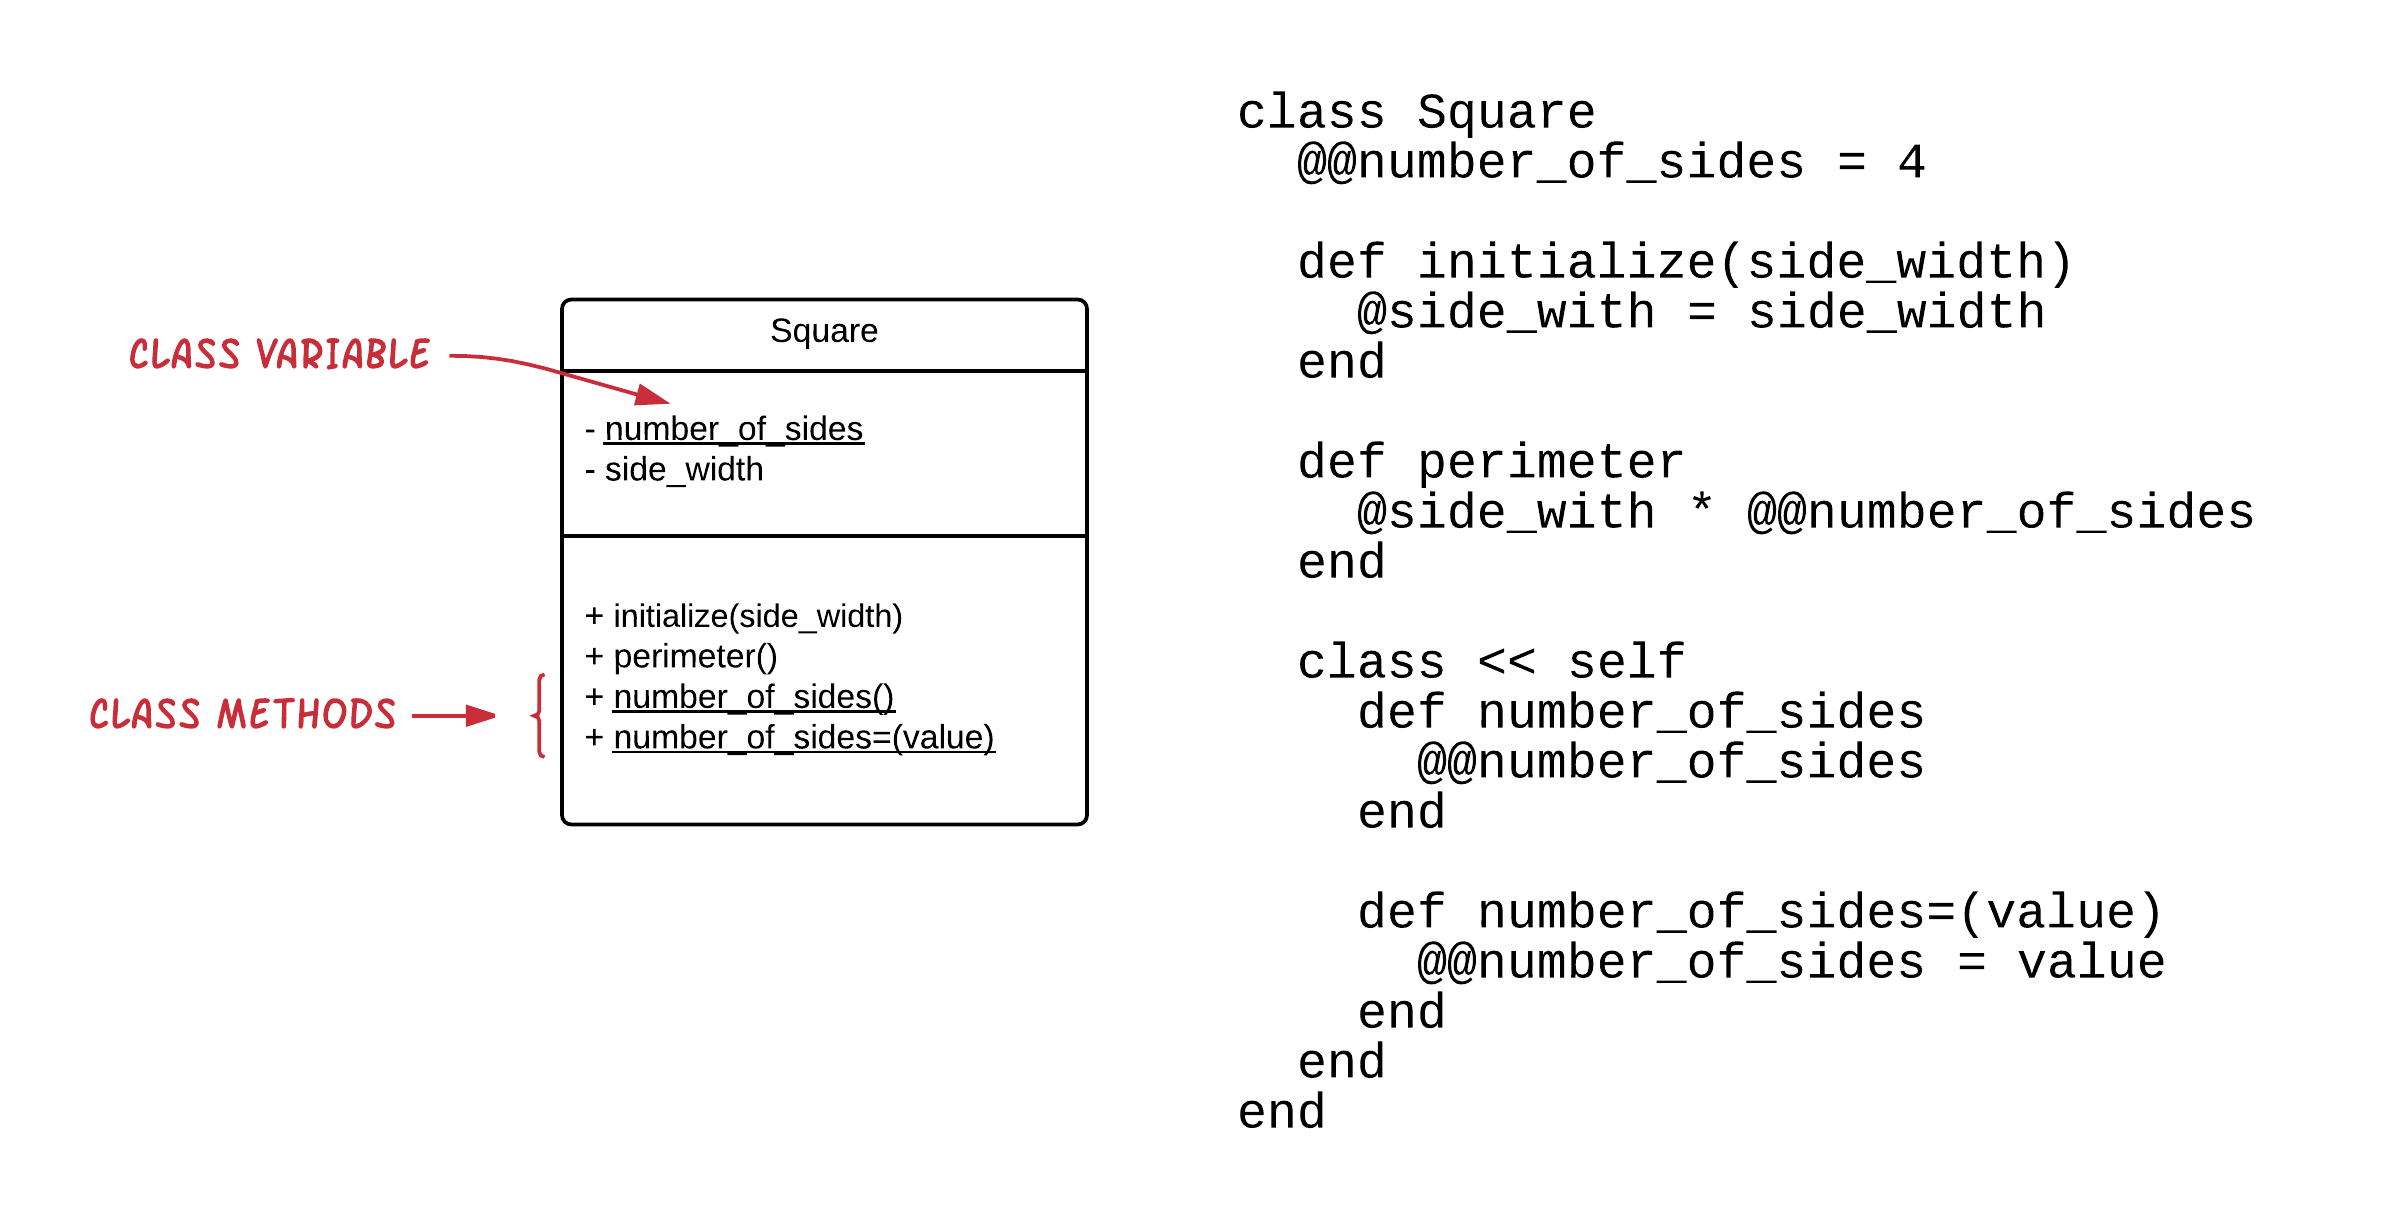 CLASS VARIABLE
CLASS METHODS
Square
- number_of_sides
- side_width
+ initialize(side_width)
+ perimeter()
+ number_of_sides()
+ number_of_sides=(value)
class Square
  @@number_of_sides = 4
  def initialize(side_width)
    @side_with = side_width
  end
  def perimeter
    @side_with * @@number_of_sides
  end
  class << self
    def number_of_sides
      @@number_of_sides
    end
    def number_of_sides=(value)
      @@number_of_sides = value
    end
  end
end